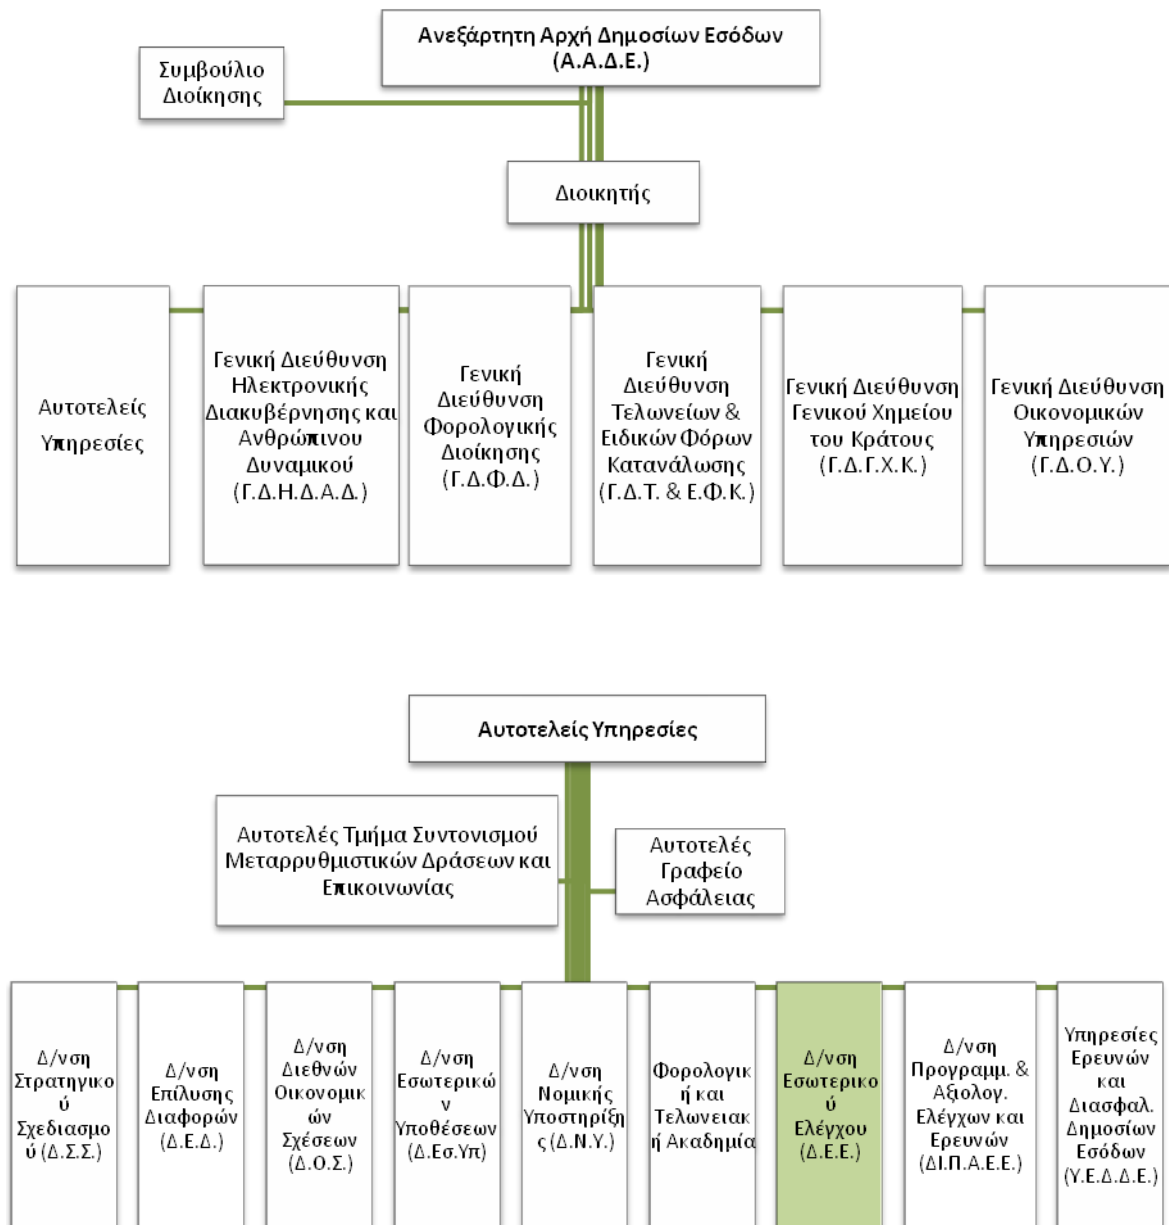 Ανεξάρτητη Αρχή Δημοσίων Εσόδων
(Α.Α.Δ.Ε.)
Συμβούλιο
Διοίκησης
Διοικητής
Αυτοτελείς
Υπηρεσίες
Γενική Διεύθυνση
Ηλεκτρονικής
Διακυβέρνησης και
Ανθρώπινου
Δυναμικού
(Γ.Δ.Η.Δ.Α.Δ.)
Γενική
Διεύθυνση
Φορολογικής
Διοίκησης
(Γ.Δ.Φ.Δ.)
Γενική
Διεύθυνση
Τελωνείων &
Ειδικών Φόρων
Κατανάλωσης
(Γ.Δ.Τ. & Ε.Φ.Κ.)
Γενική Διεύθυνση
Γενικού Χημείου
του Κράτους
(Γ.Δ.Γ.Χ.Κ.)
Γενική Διεύθυνση
Οικονομικών
Υπηρεσιών
(Γ.Δ.Ο.Υ.)
Αυτοτελείς Υπηρεσίες
Αυτοτελές Τμήμα Συντονισμού
Μεταρρυθμιστικών Δράσεων και
Επικοινωνίας
Αυτοτελές
Γραφείο
Ασφάλειας
Δ/νση
Στρατηγικο
ύ
Σχεδιασμο
ύ (Δ.Σ.Σ.)
Δ/νση
Επίλυσης
Διαφορών
(Δ.Ε.Δ.)
Δ/νση
Διεθνών
Οικονομικ
ών
Σχέσεων
(Δ.Ο.Σ.)
Δ/νση
Εσωτερικώ
ν
Υποθέσεων
(Δ.Εσ.Υπ)
Δ/νση
Νομικής
Υποστηρίξη
ς (Δ.Ν.Υ.)
Φορολογικ
ή και
Τελωνειακ
ή Ακαδημία
Δ/νση
Εσωτερικο
ύ
Ελέγχου
(Δ.Ε.Ε.)
Δ/νση
Προγραμμ. &
Αξιολογ.
Ελέγχων και
Ερευνών
(ΔΙ.Π.Α.Ε.Ε.)
Υπηρεσίες
Ερευνών
και
Διασφαλ.
Δημοσίων
Εσόδων
(Υ.Ε.Δ.Δ.Ε.)